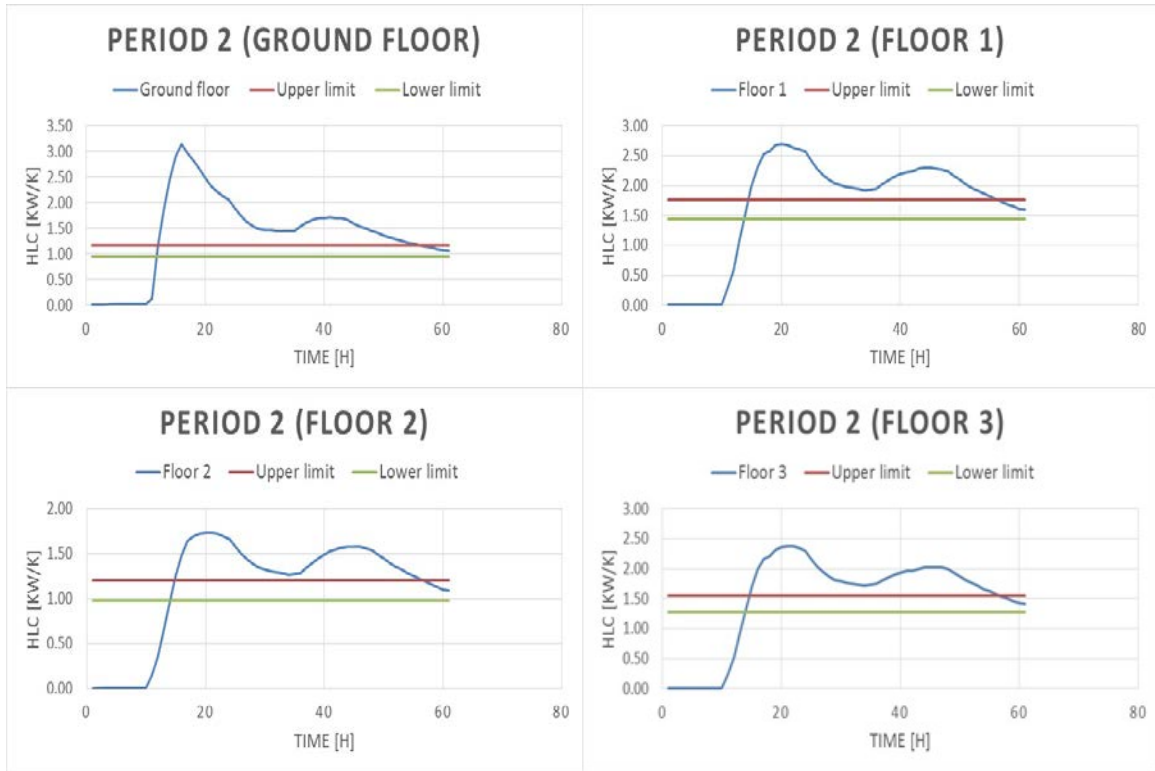 PERIOD 2 (GROUND FLOOR)
Ground floor Upper limit Lower limit
3.50
3.00
2.50
2.00
1.50
1.00
0.50
0.00
HLC [KW/K]
0 20 40 60 80
TIME [H]
PERIOD 2 (FLOOR 1)
Floor 1 Upper limit Lower limit
3.00
2.50
2.00
1.50
1.00
0.50
0.00
HLC [KW/K]
0 20 40 60 80
TIME [H]
PERIOD 2 (FLOOR 2)
Floor 2 Upper limit Lower limit
2.00
1.50
1.00
0.50
0.00
HLC [KW/K]
0 20 40 60 80
TIME [H]
PERIOD 2 (FLOOR 3)
Floor 3 Upper limit Lower limit
3.00
2.50
2.00
1.50
1.00
0.50
0.00
HLC [KW/K]
0 20 40 60 80
TIME [H]